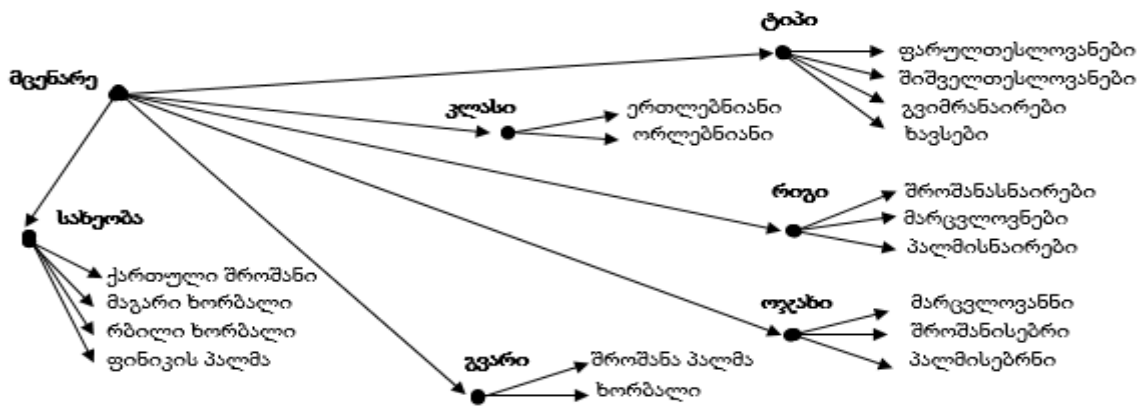 ტიპი
ფარულთესლოვანები
შიშველთესლოვანები
გვიმრანაირები
ხავსები
მცენარე
კლასი
ერთლებნიანი
ორლებნიანი
რიგი
შროშანასნაირები
მარცვლოვნები
პალმისნაირები
სახეობა
ქართული შროშანი
მაგარი ხორბალი
რბილი ხორბალი
ფინიკის პალმა
ოჯახი
მარცვლოვანნი
შროშანისებრი
პალმისებრნი
გვარი
შროშანა პალმა
ხორბალი